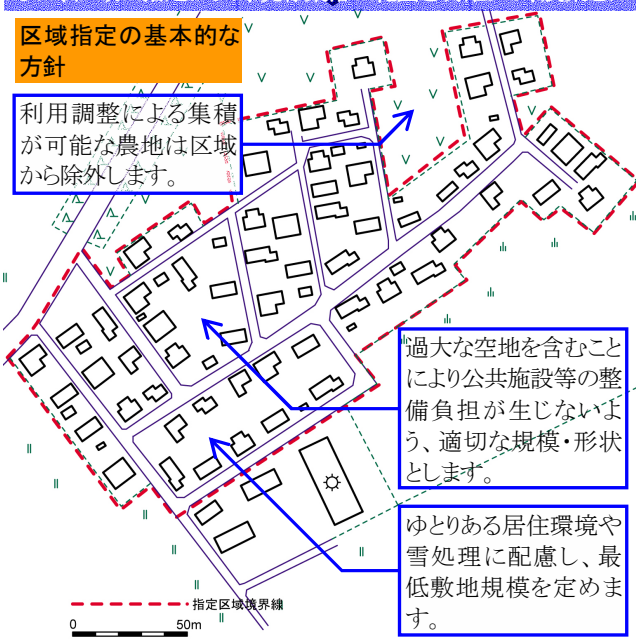 区域指定の基本的な
方針
利用調整による集積
が可能な農地は区域
から除外します。
過大な空地を含むこと
により公共施設等の整
備負担が生じないよ
う、適切な規模・形状
とします。
ゆとりある居住環境や
雪処理に配慮し、最
低敷地規模を定めま
す。
指定区域境界線
0 50m